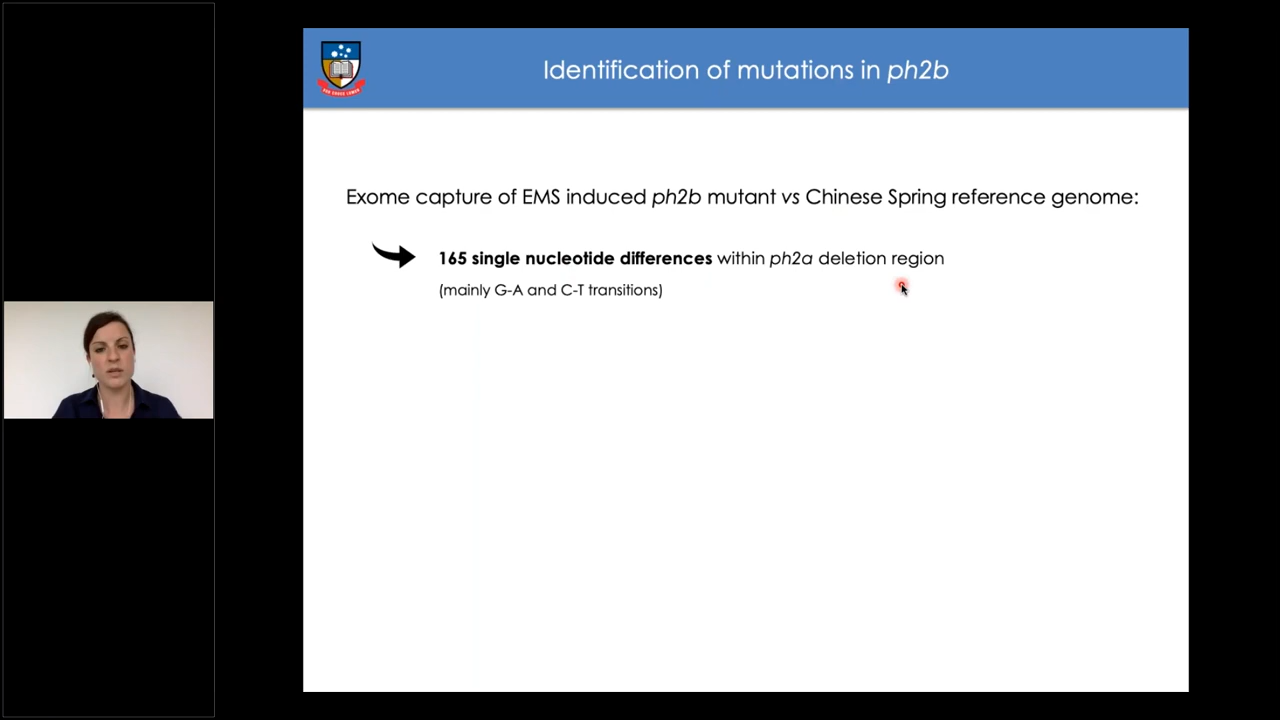 Identification of mutations in ph2b
Exome capture of EMS induced ph2b mutant vs Chinese Spring reference genome:
165 single nucleotide differences within ph2a deletion region
(mainly G-A and C-T transitions)